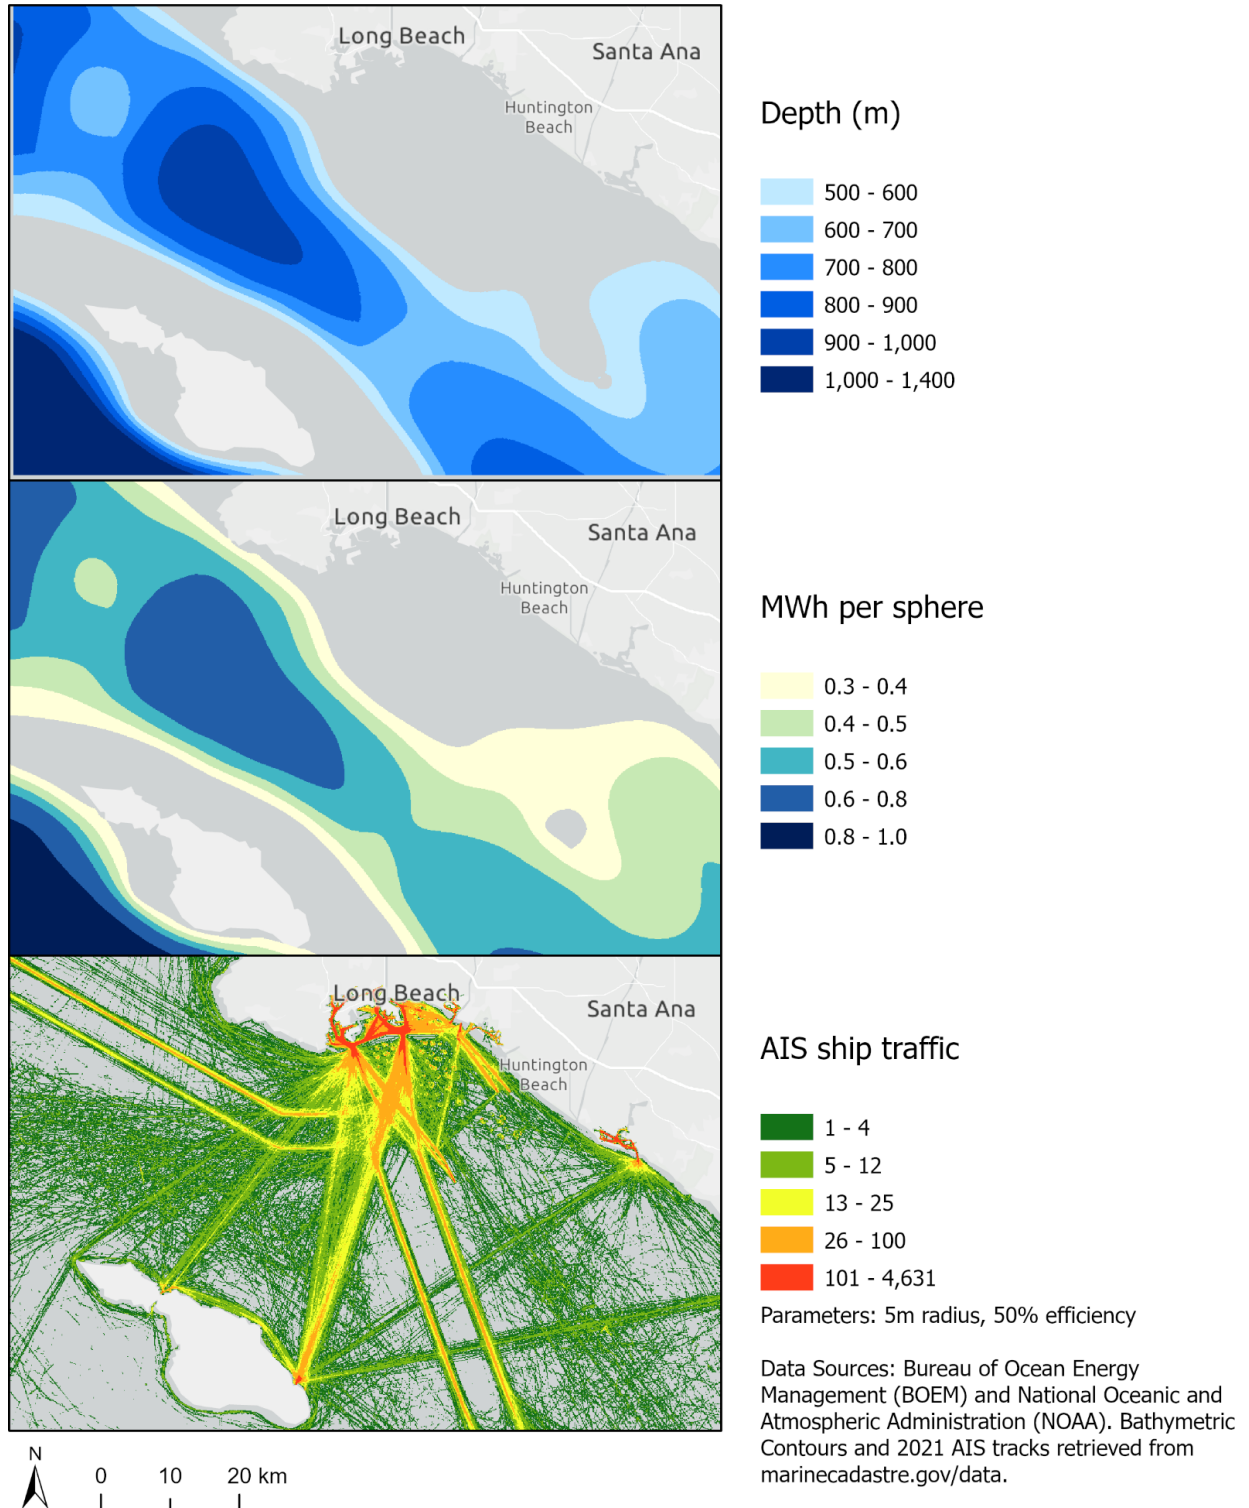 Long Beach
Santa Ana
Huntington
Beach
Depth (m)
500 - 600
600 - 700
700 - 800
800 - 900
900 - 1,000
1,000 - 1,400
Long Beach
Santa Ana
Huntington
Beach
MWh per sphere
0.3 - 0.4
0.4 - 0.5
0.5 - 0.6
0.6 - 0.8
0.8 - 1.0
Long Beach
Santa Ana
Huntington
Beach
AIS ship traffic
1 - 4
5 - 12
13 - 25
26 - 100
101 - 4,631
Parameters: 5m radius, 50% efficiency
Data Sources: Bureau of Ocean Energy
Management (BOEM) and National Oceanic and
Atmospheric Administration (NOAA). Bathymetric
Contours and 2021 AIS tracks retrieved from
marinecadastre.gov/data.
N
0 10 20 km